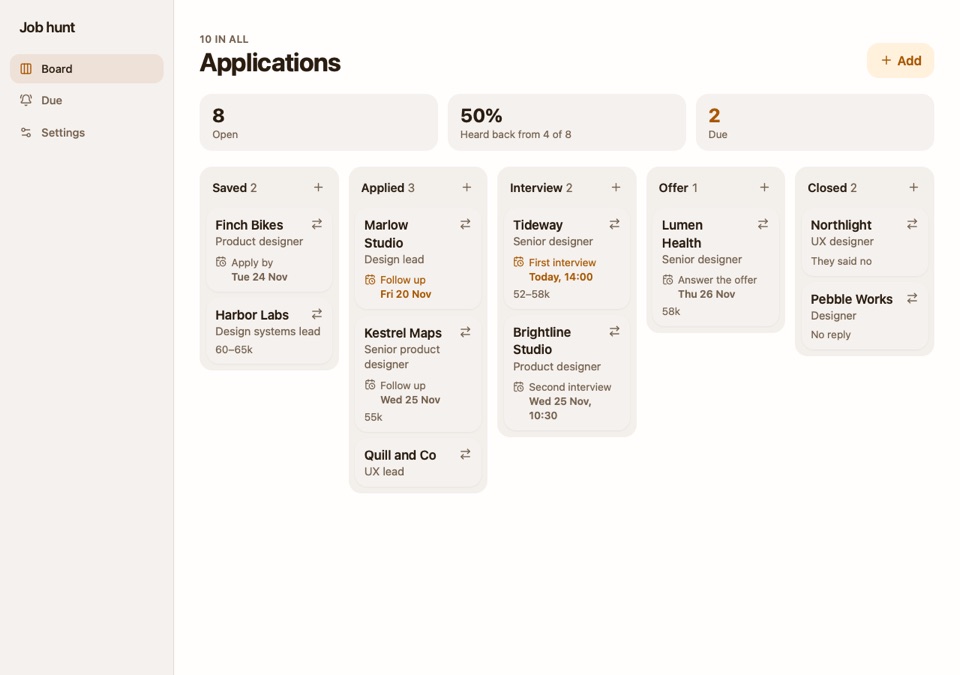 Job hunt
Board
Due
Settings
10 IN ALL
Applications
+ Add
8
Open
50%
Heard back from 4 of 8
2
Due
Saved 2
Finch Bikes
Product designer
Apply by
Tue 24 Nov
Harbor Labs
Design systems lead
60–65k
Applied 3
Marlow
Studio
Design lead
Follow up
Fri 20 Nov
Kestrel Maps
Senior product
designer
Follow up
Wed 25 Nov
55k
Quill and Co
UX lead
Interview 2
Tideway
Senior designer
First interview
Today, 14:00
52–58k
Brightline
Studio
Product designer
Second interview
Wed 25 Nov,
10:30
Offer 1
Lumen
Health
Senior designer
Answer the offer
Thu 26 Nov
58k
Closed 2
Northlight
UX designer
They said no
Pebble Works
Designer
No reply